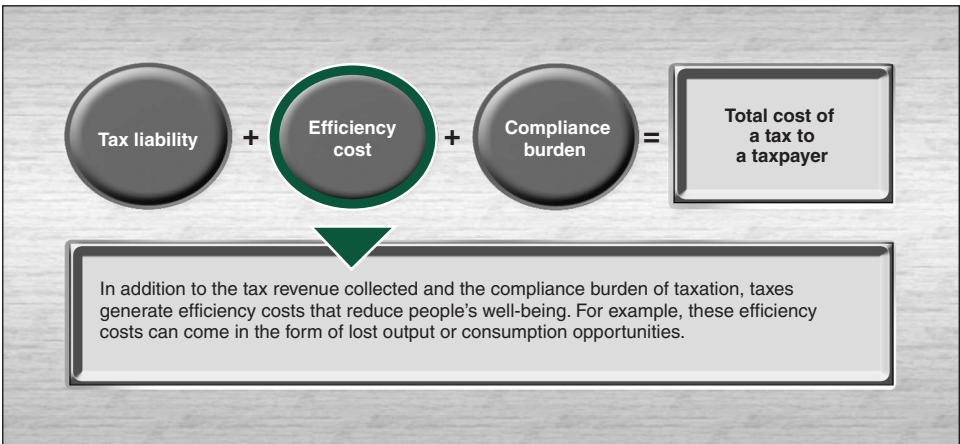 Tax liability
+
Efficiency
cost
+
Compliance
burden
=
Total cost of
a tax to
a taxpayer
In addition to the tax revenue collected and the compliance burden of taxation, taxes
generate efficiency costs that reduce people's well-being. For example, these efficiency
costs can come in the form of lost output or consumption opportunities.